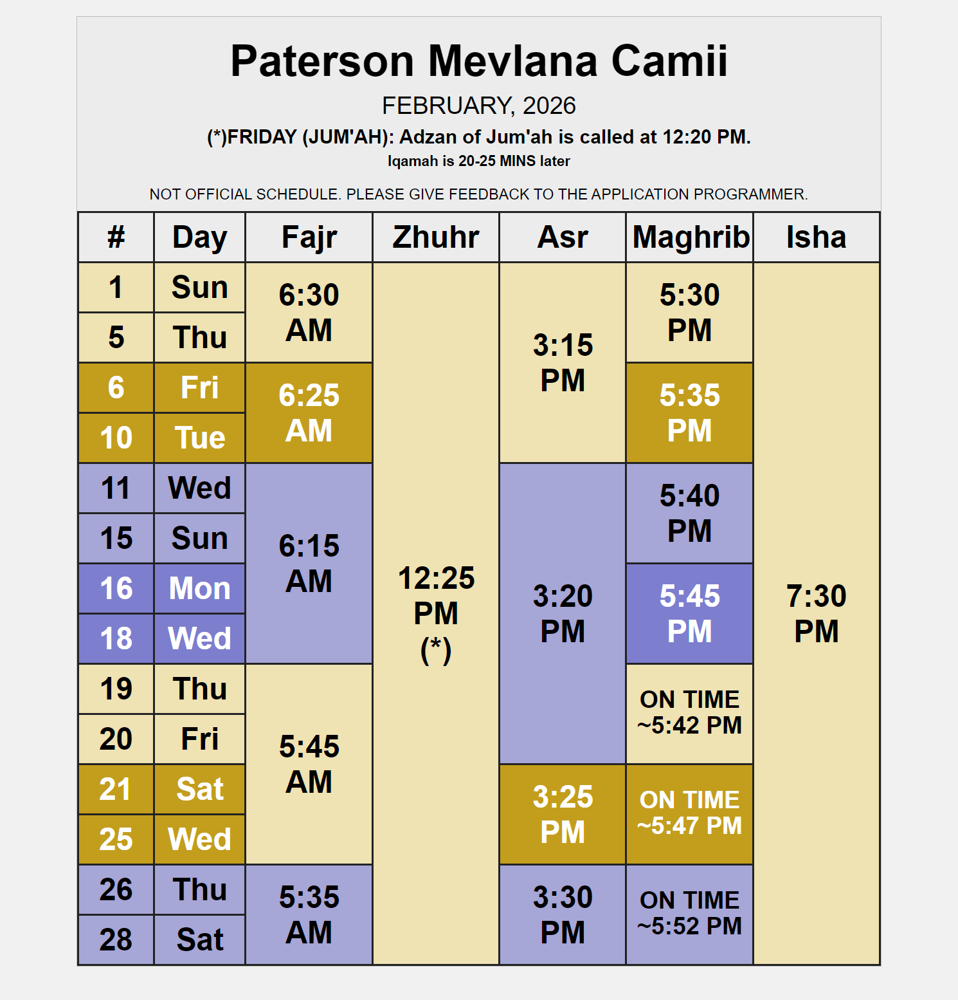 Paterson Mevlana Camii
FEBRUARY, 2026
(*)FRIDAY (JUM'AH): Adzan of Jum'ah is called at 12:20 PM.
Iqamah is 20-25 MINS later
NOT OFFICIAL SCHEDULE. PLEASE GIVE FEEDBACK TO THE APPLICATION PROGRAMMER.
# Day Fajr Zhuhr Asr Maghrib Isha
1 Sun
5 Thu
6:30
AM
12:25
PM
(*)
3:15
PM
5:30
PM
7:30
PM
6 Fri
10 Tue
6:25
AM
5:35
PM
11 Wed
15 Sun
6:15
AM
3:20
PM
5:40
PM
16 Mon
18 Wed
5:45
PM
19 Thu
20 Fri
5:45
AM
ON TIME
~5:42 PM
21 Sat
25 Wed
3:25
PM
ON TIME
~5:47 PM
26 Thu
28 Sat
5:35
AM
3:30
PM
ON TIME
~5:52 PM